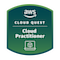 aws
CLOUD QUEST
Cloud
Practitioner